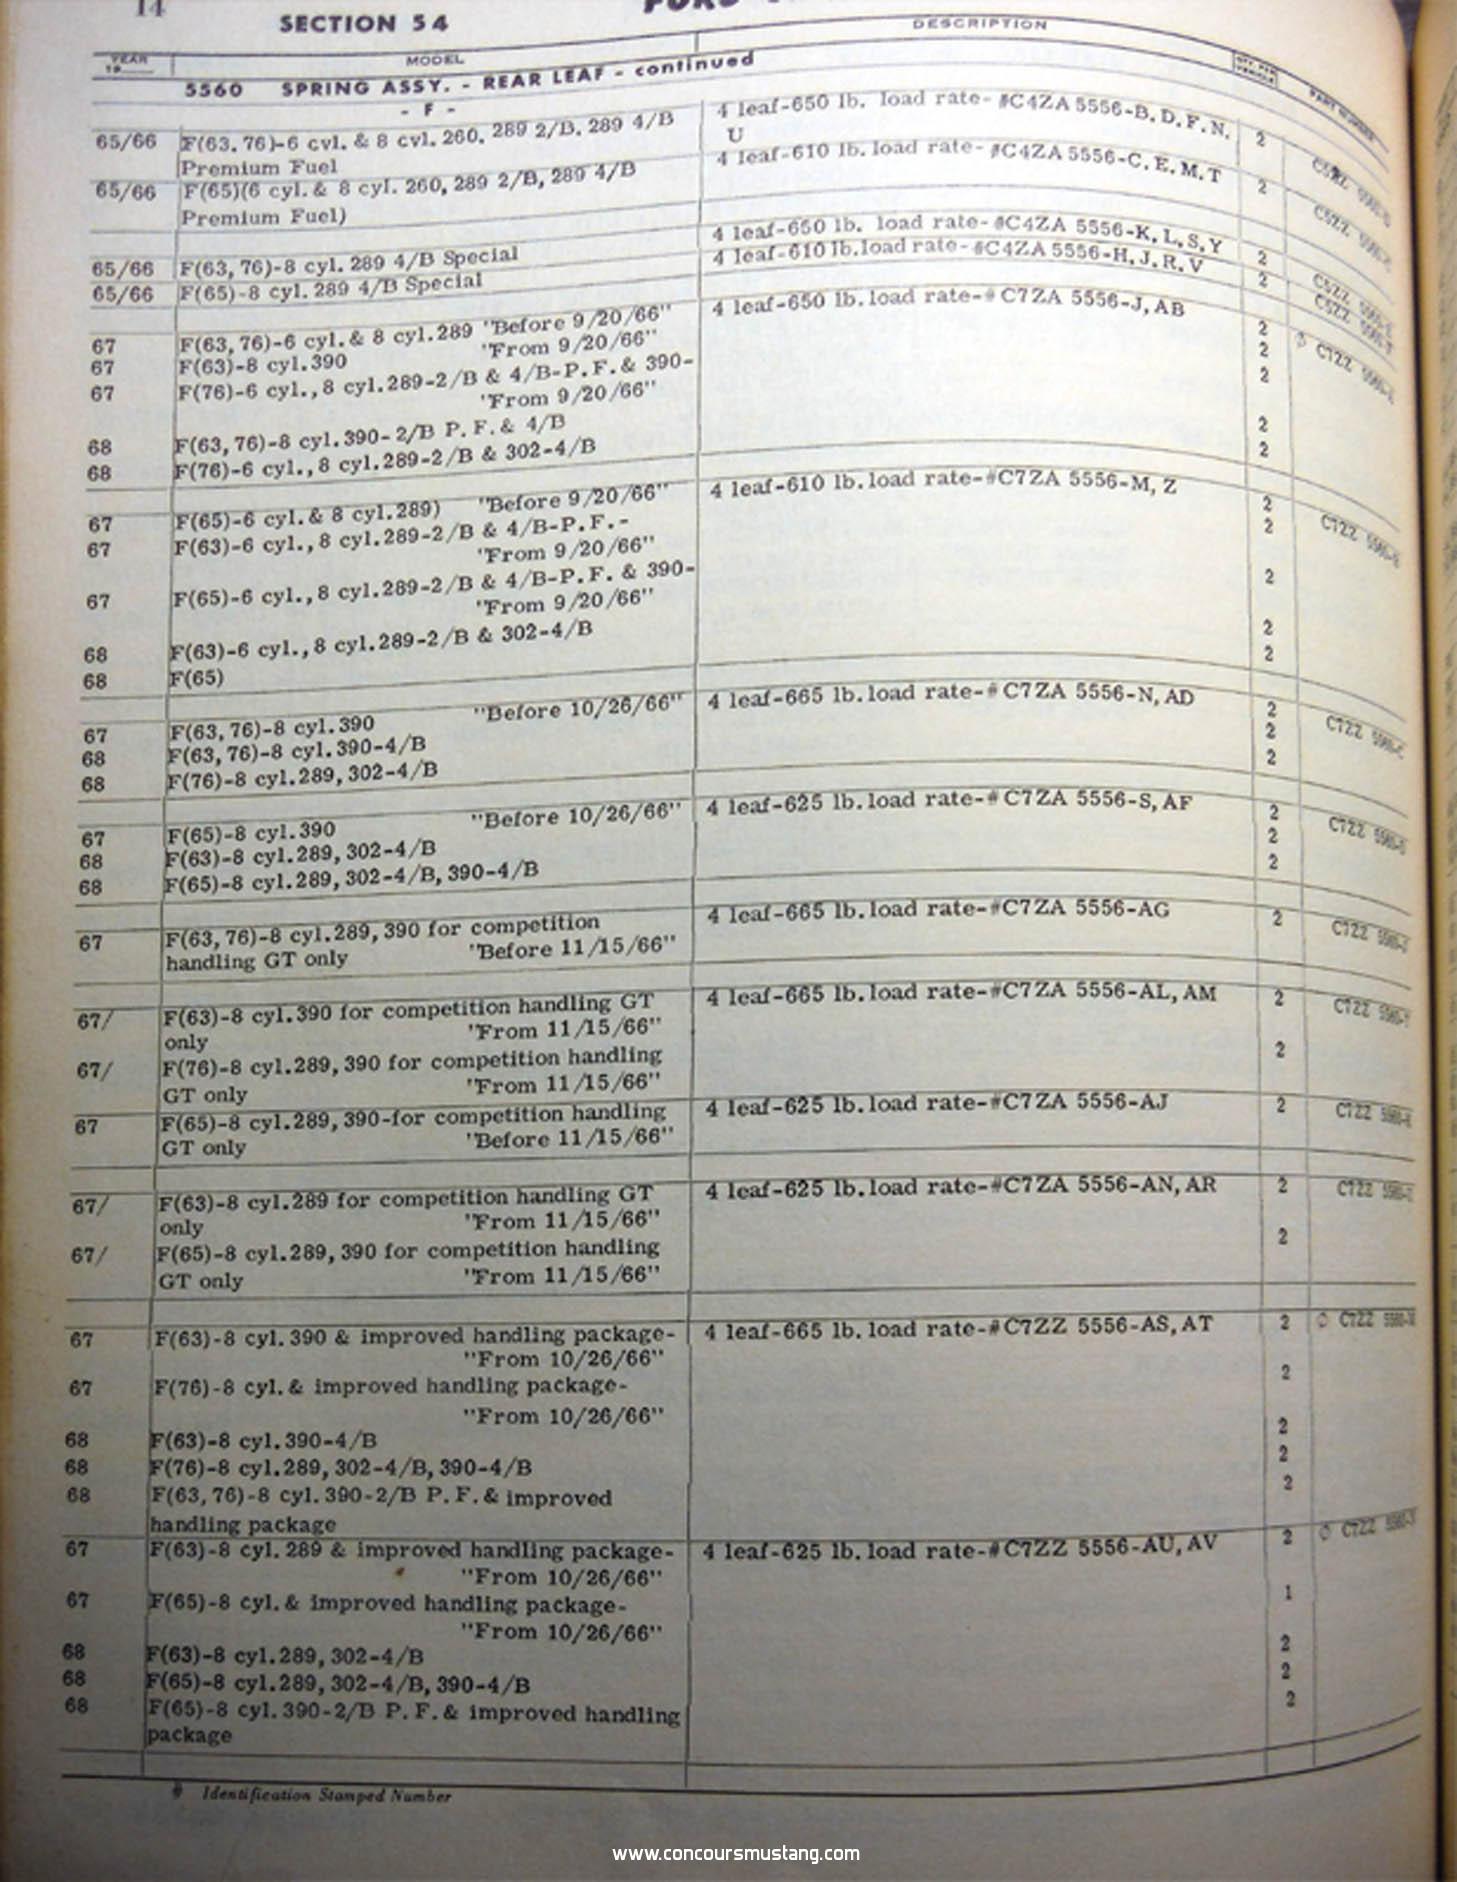 14
SECTION 54
DESCRIPTION
YEAR
19
MODEL
QTY. PER
VEHICLE
PART NUMBER
5560 SPRING ASSY. - REAR LEAF - continued
- F -
65/66 F(63, 76)-6 cyl. & 8 cyl. 260, 289 2/B, 289 4/B 4 leaf-650 lb. load rate-#C4ZA 5556-B, D, F, N, 2
Premium Fuel U
65/66 F(65)(6 cyl. & 8 cyl. 260, 289 2/B, 289 4/B 4 leaf-610 lb. load rate-#C4ZA 5556-C, E, M, T 2
Premium Fuel)
65/66 F(63, 76)-8 cyl. 289 4/B Special 4 leaf-650 lb. load rate-#C4ZA 5556-K, L, S, Y 2
65/66 F(65)-8 cyl. 289 4/B Special 4 leaf-610 lb. load rate-#C4ZA 5556-H, J, R, V 2
67 F(63, 76)-6 cyl. & 8 cyl. 289 "Before 9/20/66" 4 leaf-650 lb. load rate-#C7ZA 5556-J, AB 2 C7ZZ
67 F(63)-8 cyl. 390 "From 9/20/66" 2
67 F(76)-6 cyl., 8 cyl. 289-2/B & 4/B-P.F. & 390- 2
"From 9/20/66"
68 F(63, 76)-8 cyl. 390-2/B P.F. & 4/B 2
68 F(76)-6 cyl., 8 cyl. 289-2/B & 302-4/B 2
67 F(65)-6 cyl. & 8 cyl. 289) "Before 9/20/66" 4 leaf-610 lb. load rate-#C7ZA 5556-M, Z 2 C7ZZ
67 F(63)-6 cyl., 8 cyl. 289-2/B & 4/B-P.F.- 2
"From 9/20/66"
67 F(65)-6 cyl., 8 cyl. 289-2/B & 4/B-P.F. & 390- 2
"From 9/20/66"
68 F(63)-6 cyl., 8 cyl. 289-2/B & 302-4/B 2
68 F(65) 2
67 F(63, 76)-8 cyl. 390 "Before 10/26/66" 4 leaf-665 lb. load rate-#C7ZA 5556-N, AD 2 C7ZZ
68 F(63, 76)-8 cyl. 390-4/B 2
68 F(76)-8 cyl. 289, 302-4/B 2
67 F(65)-8 cyl. 390 "Before 10/26/66" 4 leaf-625 lb. load rate-#C7ZA 5556-S, AF 2 C7ZZ
68 F(63)-8 cyl. 289, 302-4/B 2
68 F(65)-8 cyl. 289, 302-4/B, 390-4/B 2
67 F(63, 76)-8 cyl. 289, 390 for competition 4 leaf-665 lb. load rate-#C7ZA 5556-AG 2 C7ZZ
handling GT only "Before 11/15/66"
67/ F(63)-8 cyl. 390 for competition handling GT 4 leaf-665 lb. load rate-#C7ZA 5556-AL, AM 2 C7ZZ
only "From 11/15/66"
67/ F(76)-8 cyl. 289, 390 for competition handling 2
GT only "From 11/15/66"
67 F(65)-8 cyl. 289, 390-for competition handling 4 leaf-625 lb. load rate-#C7ZA 5556-AJ 2 C7ZZ
GT only "Before 11/15/66"
67/ F(63)-8 cyl. 289 for competition handling GT 4 leaf-625 lb. load rate-#C7ZA 5556-AN, AR 2 C7ZZ
only "From 11/15/66"
67/ F(65)-8 cyl. 289, 390 for competition handling 2
GT only "From 11/15/66"
67 F(63)-8 cyl. 390 & improved handling package- 4 leaf-665 lb. load rate-#C7ZZ 5556-AS, AT 2 C7ZZ
"From 10/26/66"
67 F(76)-8 cyl. & improved handling package- 2
"From 10/26/66"
68 F(63)-8 cyl. 390-4/B 2
68 F(76)-8 cyl. 289, 302-4/B, 390-4/B 2
68 F(63, 76)-8 cyl. 390-2/B P.F. & improved 2
handling package
67 F(63)-8 cyl. 289 & improved handling package- 4 leaf-625 lb. load rate-#C7ZZ 5556-AU, AV 2 C7ZZ
"From 10/26/66"
67 F(65)-8 cyl. & improved handling package- 1
"From 10/26/66"
68 F(63)-8 cyl. 289, 302-4/B 2
68 F(65)-8 cyl. 289, 302-4/B, 390-4/B 2
68 F(65)-8 cyl. 390-2/B P.F. & improved handling 2
package
# Identification Stamped Number
www.concoursmustang.com